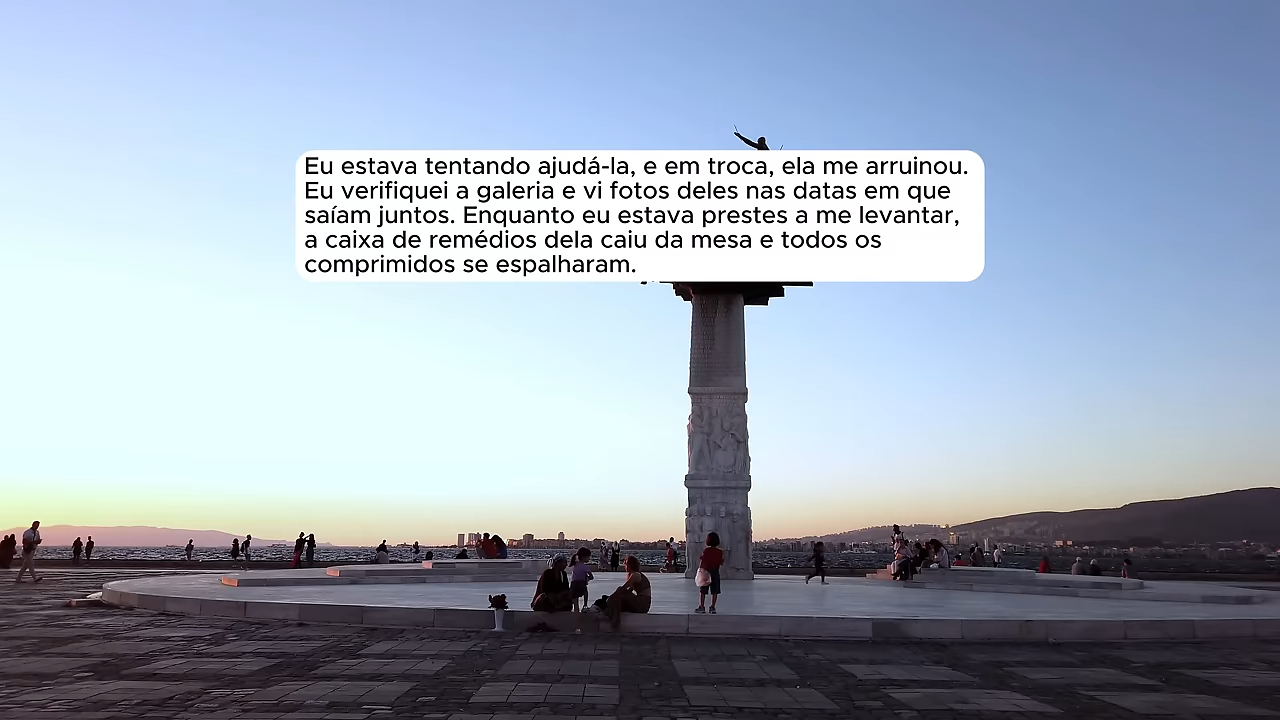 Eu estava tentando ajudá-la, e em troca, ela me arruinou.
Eu verifiquei a galeria e vi fotos deles nas datas em que
saíam juntos. Enquanto eu estava prestes a me levantar,
a caixa de remédios dela caiu da mesa e todos os
comprimidos se espalharam.